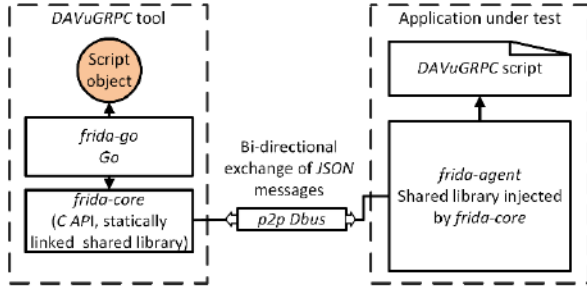 DAVuGRPC tool
Script
object
frida-go
Go
frida-core
(C API, statically
linked shared library)
Bi-directional
exchange of JSON
messages
p2p Dbus
Application under test
DAVuGRPC script
frida-agent
Shared library injected
by frida-core